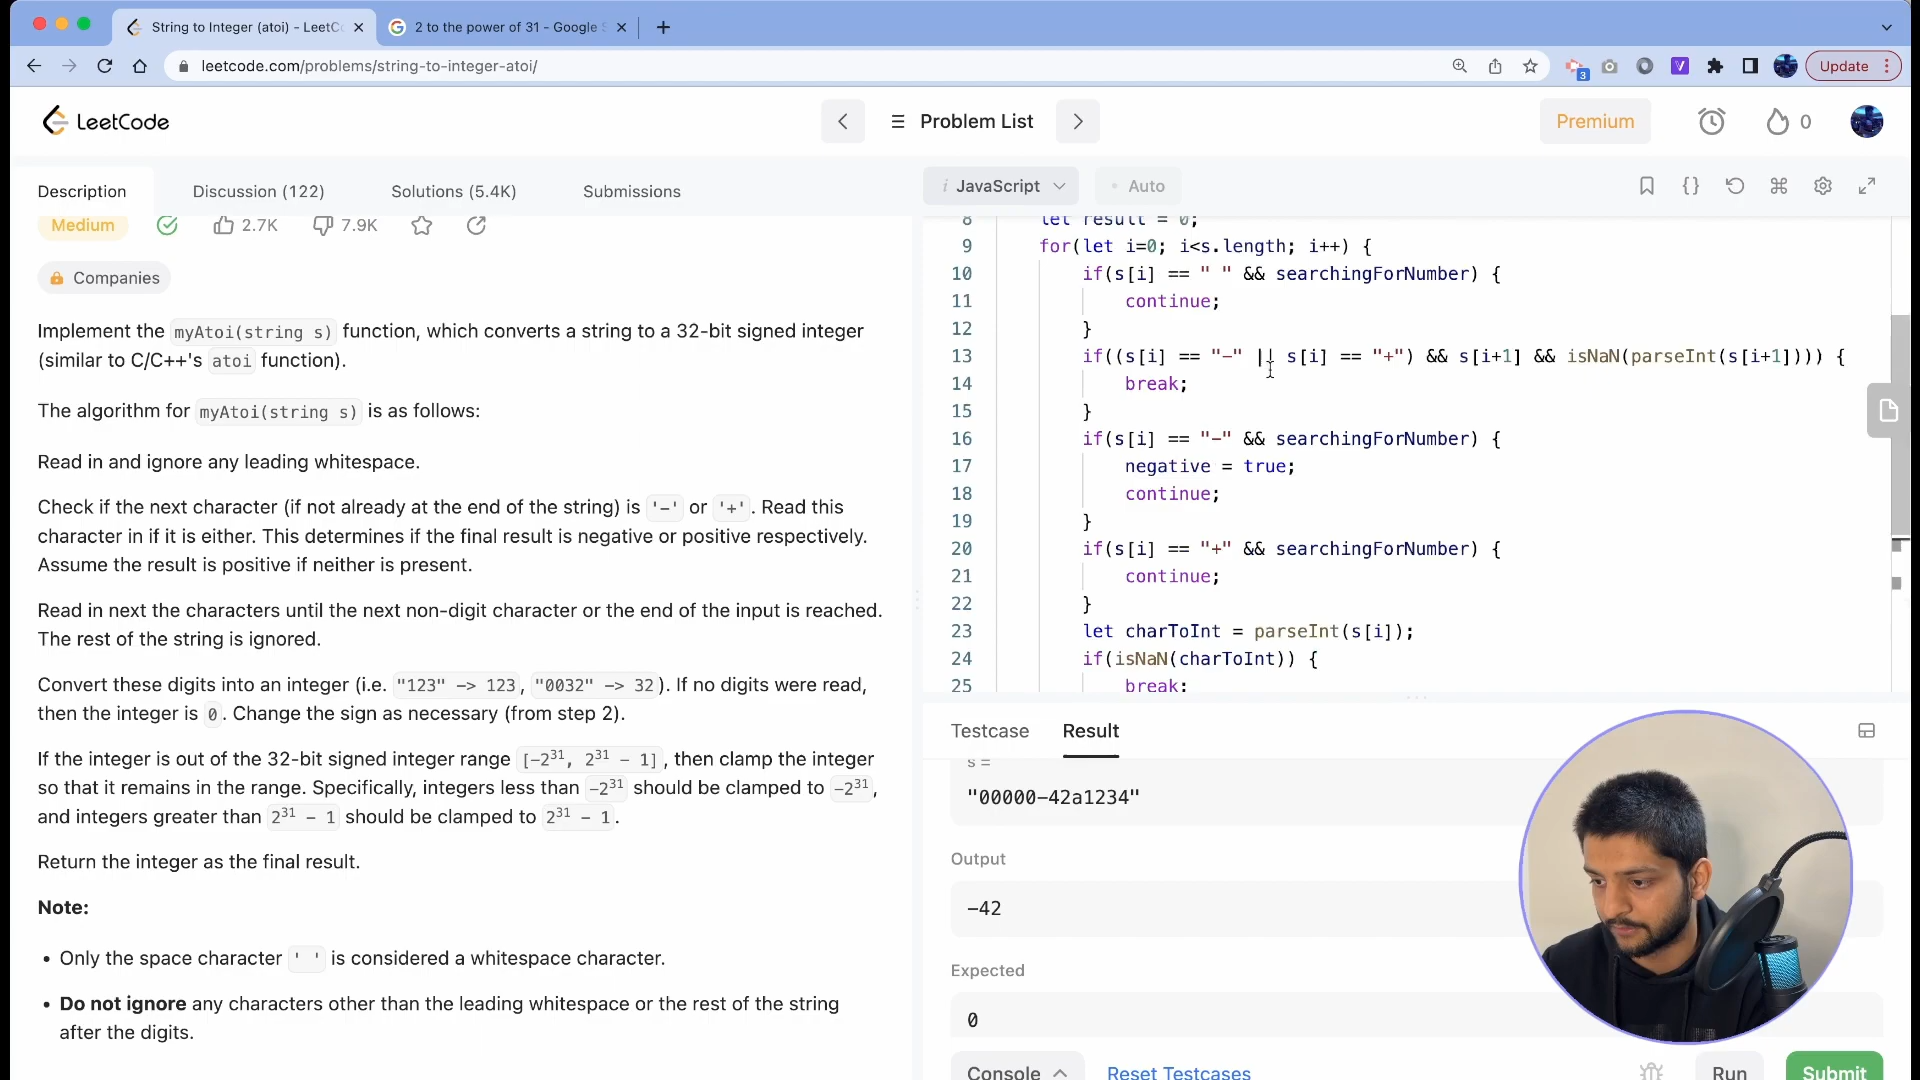 String to Integer (atoi) - LeetC
2 to the power of 31 - Google
leetcode.com/problems/string-to-integer-atoi/
3
Update
LeetCode
Problem List
Premium
0
Description
Discussion (122)
Solutions (5.4K)
Submissions
Medium
2.7K
7.9K
Companies
Implement the myAtoi(string s) function, which converts a string to a 32-bit signed integer
(similar to C/C++'s atoi function).
The algorithm for myAtoi(string s) is as follows:
Read in and ignore any leading whitespace.
Check if the next character (if not already at the end of the string) is '-' or '+'. Read this
character in if it is either. This determines if the final result is negative or positive respectively.
Assume the result is positive if neither is present.
Read in next the characters until the next non-digit character or the end of the input is reached.
The rest of the string is ignored.
Convert these digits into an integer (i.e. "123" -> 123, "0032" -> 32). If no digits were read,
then the integer is 0. Change the sign as necessary (from step 2).
If the integer is out of the 32-bit signed integer range [-2³¹, 2³¹ - 1], then clamp the integer
so that it remains in the range. Specifically, integers less than -2³¹ should be clamped to -2³¹,
and integers greater than 2³¹ - 1 should be clamped to 2³¹ - 1.
Return the integer as the final result.
Note:
• Only the space character ' ' is considered a whitespace character.
• Do not ignore any characters other than the leading whitespace or the rest of the string
after the digits.
i JavaScript
• Auto
8 let result = 0;
9 for(let i=0; i<s.length; i++) {
10 if(s[i] == " " && searchingForNumber) {
11 continue;
12 }
13 if((s[i] == "-" || s[i] == "+") && s[i+1] && isNaN(parseInt(s[i+1]))) {
14 break;
15 }
16 if(s[i] == "-" && searchingForNumber) {
17 negative = true;
18 continue;
19 }
20 if(s[i] == "+" && searchingForNumber) {
21 continue;
22 }
23 let charToInt = parseInt(s[i]);
24 if(isNaN(charToInt)) {
25 break;
Testcase
Result
s =
"00000-42a1234"
Output
-42
Expected
0
Console
Reset Testcases
Run
Submit